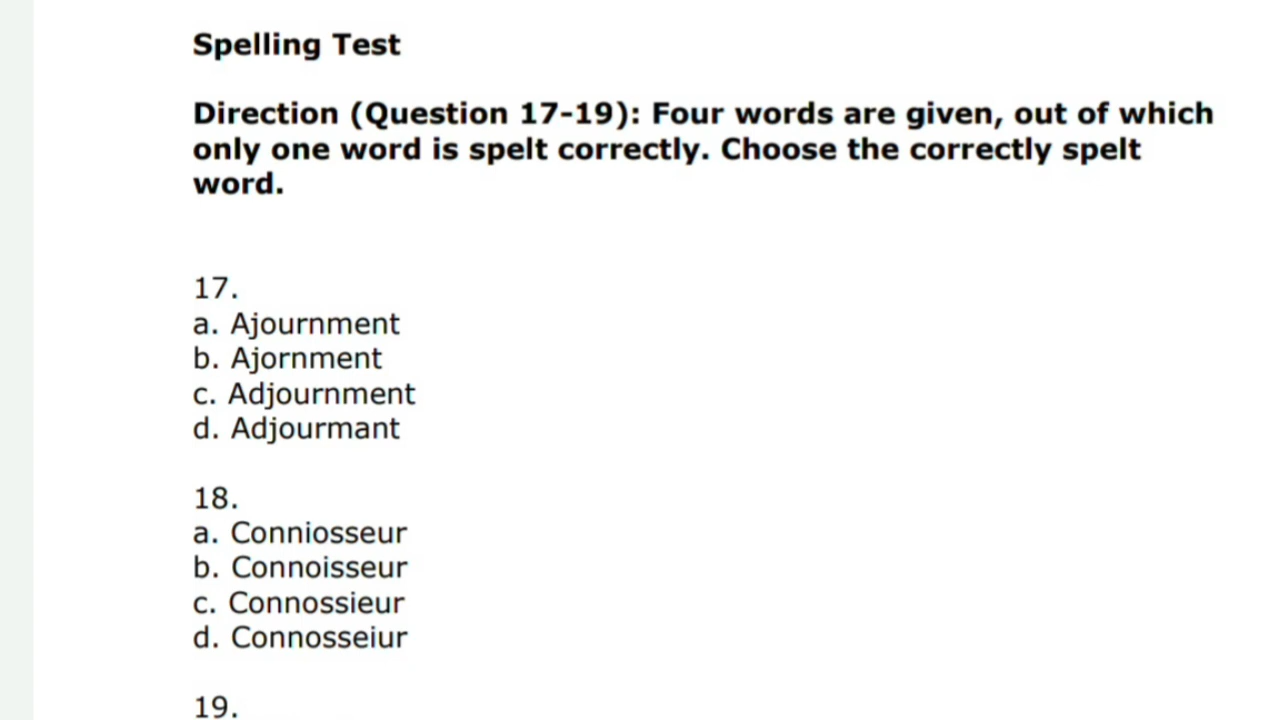 Spelling Test
Direction (Question 17-19): Four words are given, out of which
only one word is spelt correctly. Choose the correctly spelt
word.
17.
a. Ajournment
b. Ajornment
c. Adjournment
d. Adjourmant
18.
a. Conniosseur
b. Connoisseur
c. Connossieur
d. Connosseiur
19.